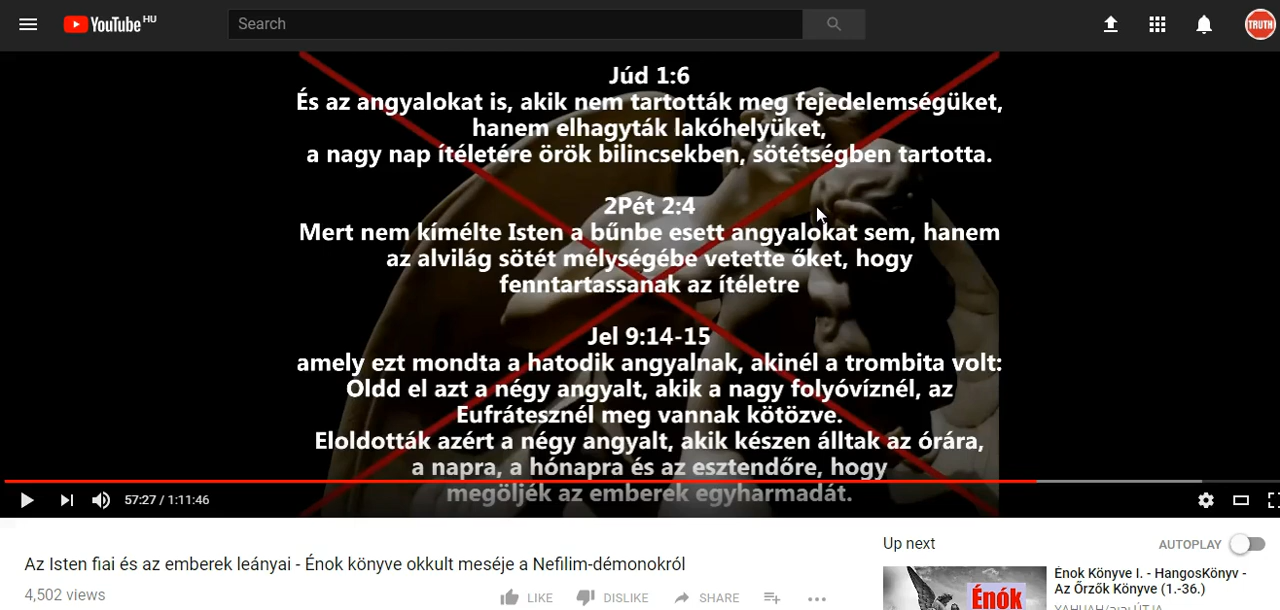 YouTube HU
Search
TRUTH
Júd 1:6
És az angyalokat is, akik nem tartották meg fejedelemségüket,
hanem elhagyták lakóhelyüket,
a nagy nap ítéletére örök bilincsekben, sötétségben tartotta.
2Pét 2:4
Mert nem kímélte Isten a bűnbe esett angyalokat sem, hanem
az alvilág sötét mélységébe vetette őket, hogy
fenntartassanak az ítéletre
Jel 9:14-15
amely ezt mondta a hatodik angyalnak, akinél a trombita volt:
Oldd el azt a négy angyalt, akik a nagy folyóvíznél, az
Eufrátesznél meg vannak kötözve.
Eloldották azért a négy angyalt, akik készen álltak az órára,
a napra, a hónapra és az esztendőre, hogy
megöljék az emberek egyharmadát.
57:27 / 1:11:46
Az Isten fiai és az emberek leányai - Énok könyve okkult meséje a Nefilim-démonokról
4,502 views
LIKE
DISLIKE
SHARE
Up next
AUTOPLAY
Énók
Énok Könyve I. - HangosKönyv -
Az Őrzők Könyve (1.-36.)